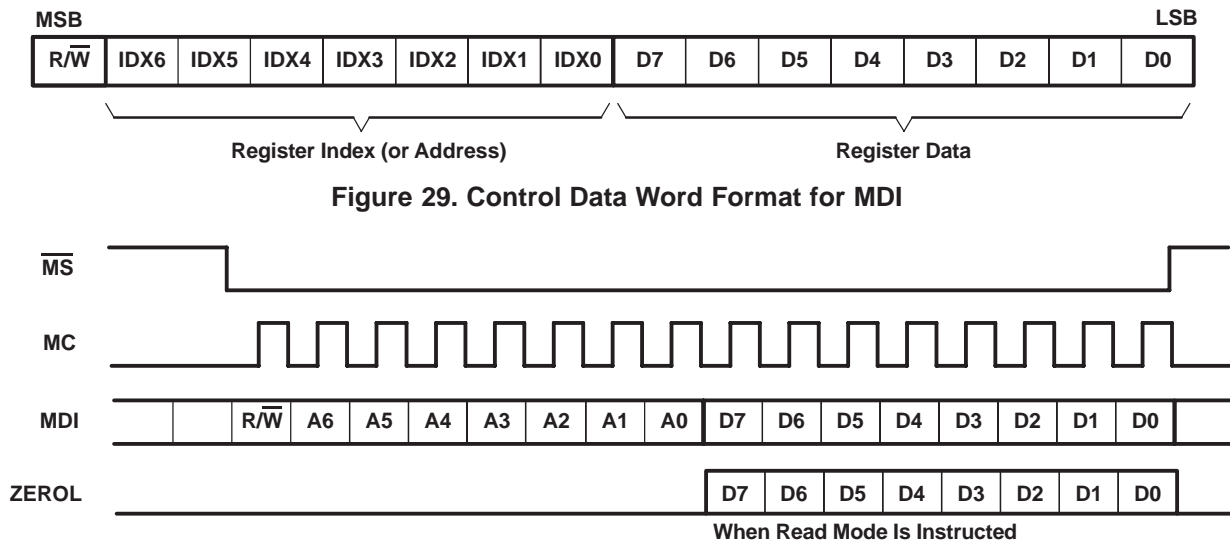 MSB LSB
R/W̅ IDX6 IDX5 IDX4 IDX3 IDX2 IDX1 IDX0 D7 D6 D5 D4 D3 D2 D1 D0
Register Index (or Address) Register Data
Figure 29. Control Data Word Format for MDI
M̅S̅
MC
MDI R/W̅ A6 A5 A4 A3 A2 A1 A0 D7 D6 D5 D4 D3 D2 D1 D0
ZEROL D7 D6 D5 D4 D3 D2 D1 D0
When Read Mode Is Instructed